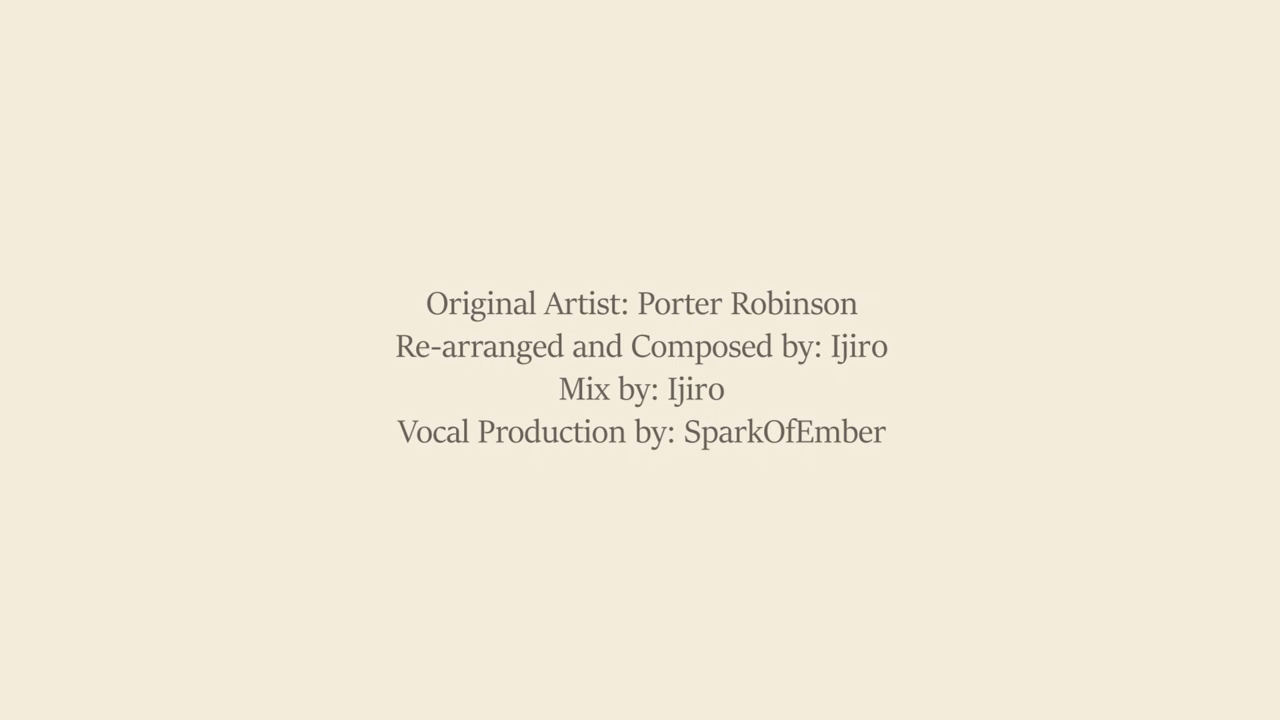 Original Artist: Porter Robinson
Re-arranged and Composed by: Ijiro
Mix by: Ijiro
Vocal Production by: SparkOfEmber